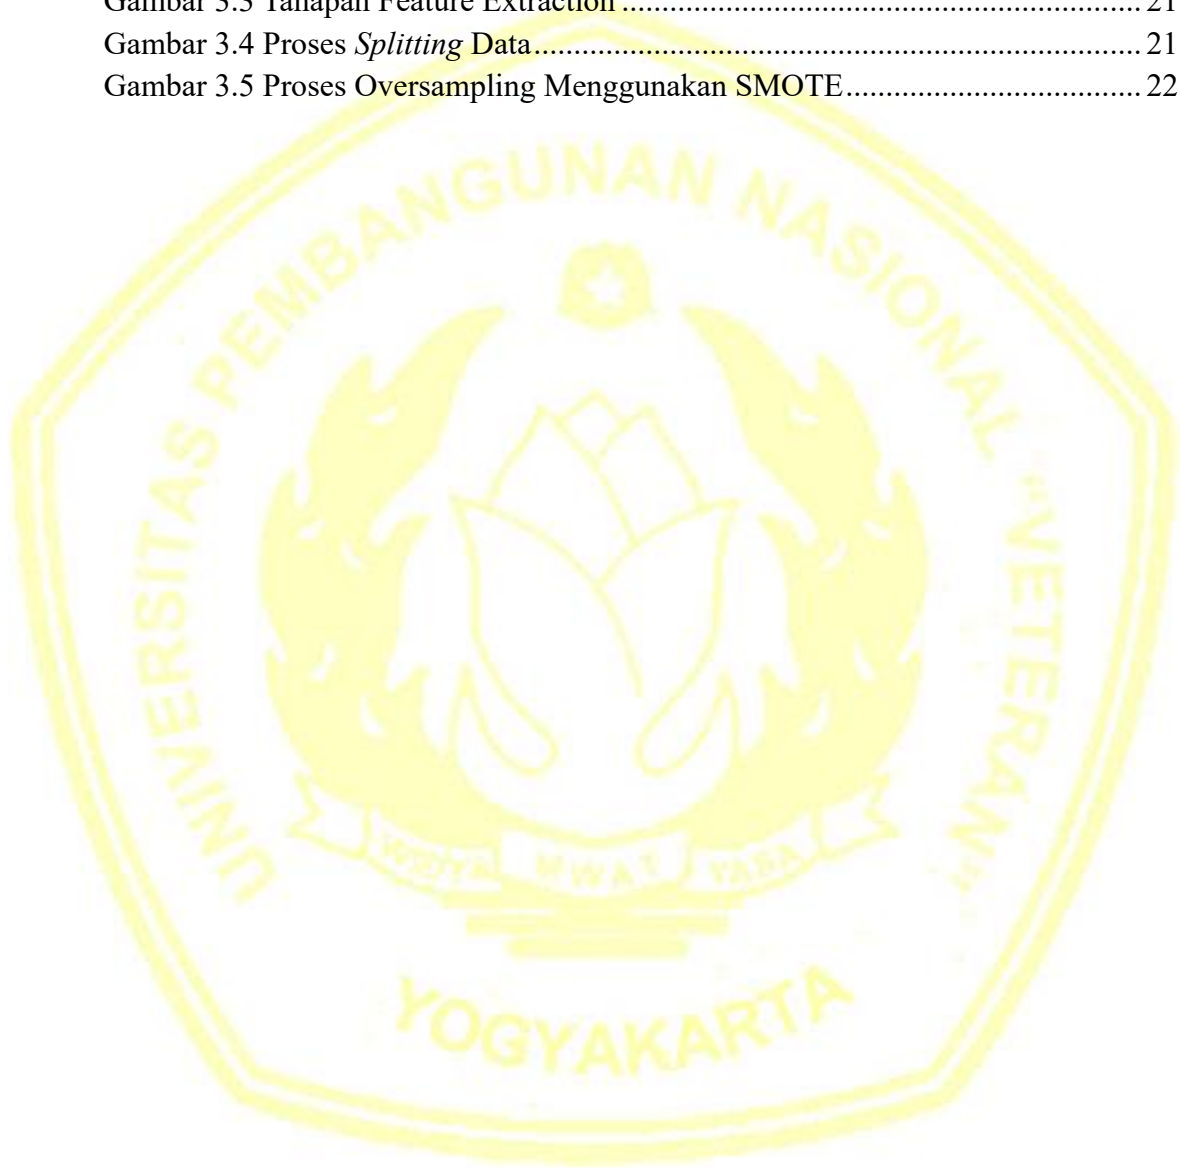 Gambar 3.3 Tahapan Feature Extraction ................................................................. 21
Gambar 3.4 Proses Splitting Data............................................................................ 21
Gambar 3.5 Proses Oversampling Menggunakan SMOTE..................................... 22
UNIVERSITAS PEMBANGUNAN NASIONAL "VETERAN"
WIDYA MWAT YASA
YOGYAKARTA